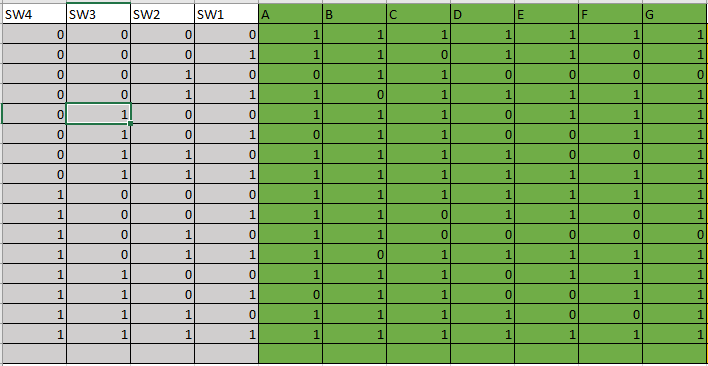 SW4 SW3 SW2 SW1 A B C D E F G
0 0 0 0 1 1 1 1 1 1 1
0 0 0 1 1 1 0 1 1 0 1
0 0 1 0 0 1 1 0 0 0 0
0 0 1 1 1 0 1 1 1 1 1
0 1 0 0 1 1 1 0 1 1 1
0 1 0 1 0 1 1 0 0 1 1
0 1 1 0 1 1 1 1 0 0 1
0 1 1 1 1 1 1 1 1 1 1
1 0 0 0 1 1 1 1 1 1 1
1 0 0 1 1 1 0 1 1 0 1
1 0 1 0 1 1 0 0 0 0 0
1 0 1 1 1 0 1 1 1 1 1
1 1 0 0 1 1 1 0 1 1 1
1 1 0 1 0 1 1 0 0 1 1
1 1 1 0 1 1 1 1 0 0 1
1 1 1 1 1 1 1 1 1 1 1